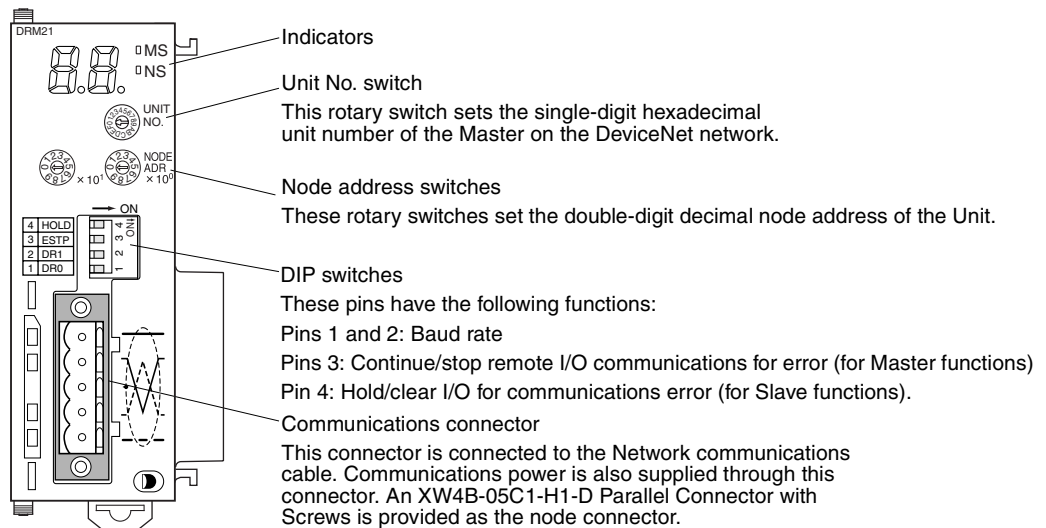 DRM21
MS
NS
Indicators
UNIT
NO.
Unit No. switch
This rotary switch sets the single-digit hexadecimal
unit number of the Master on the DeviceNet network.
NODE
ADR
× 10¹
× 10⁰
Node address switches
These rotary switches set the double-digit decimal node address of the Unit.
ON
4 HOLD
3 ESTP
2 DR1
1 DR0
ON
4
3
2
1
DIP switches
These pins have the following functions:
Pins 1 and 2: Baud rate
Pins 3: Continue/stop remote I/O communications for error (for Master functions)
Pin 4: Hold/clear I/O for communications error (for Slave functions).
Communications connector
This connector is connected to the Network communications
cable. Communications power is also supplied through this
connector. An XW4B-05C1-H1-D Parallel Connector with
Screws is provided as the node connector.